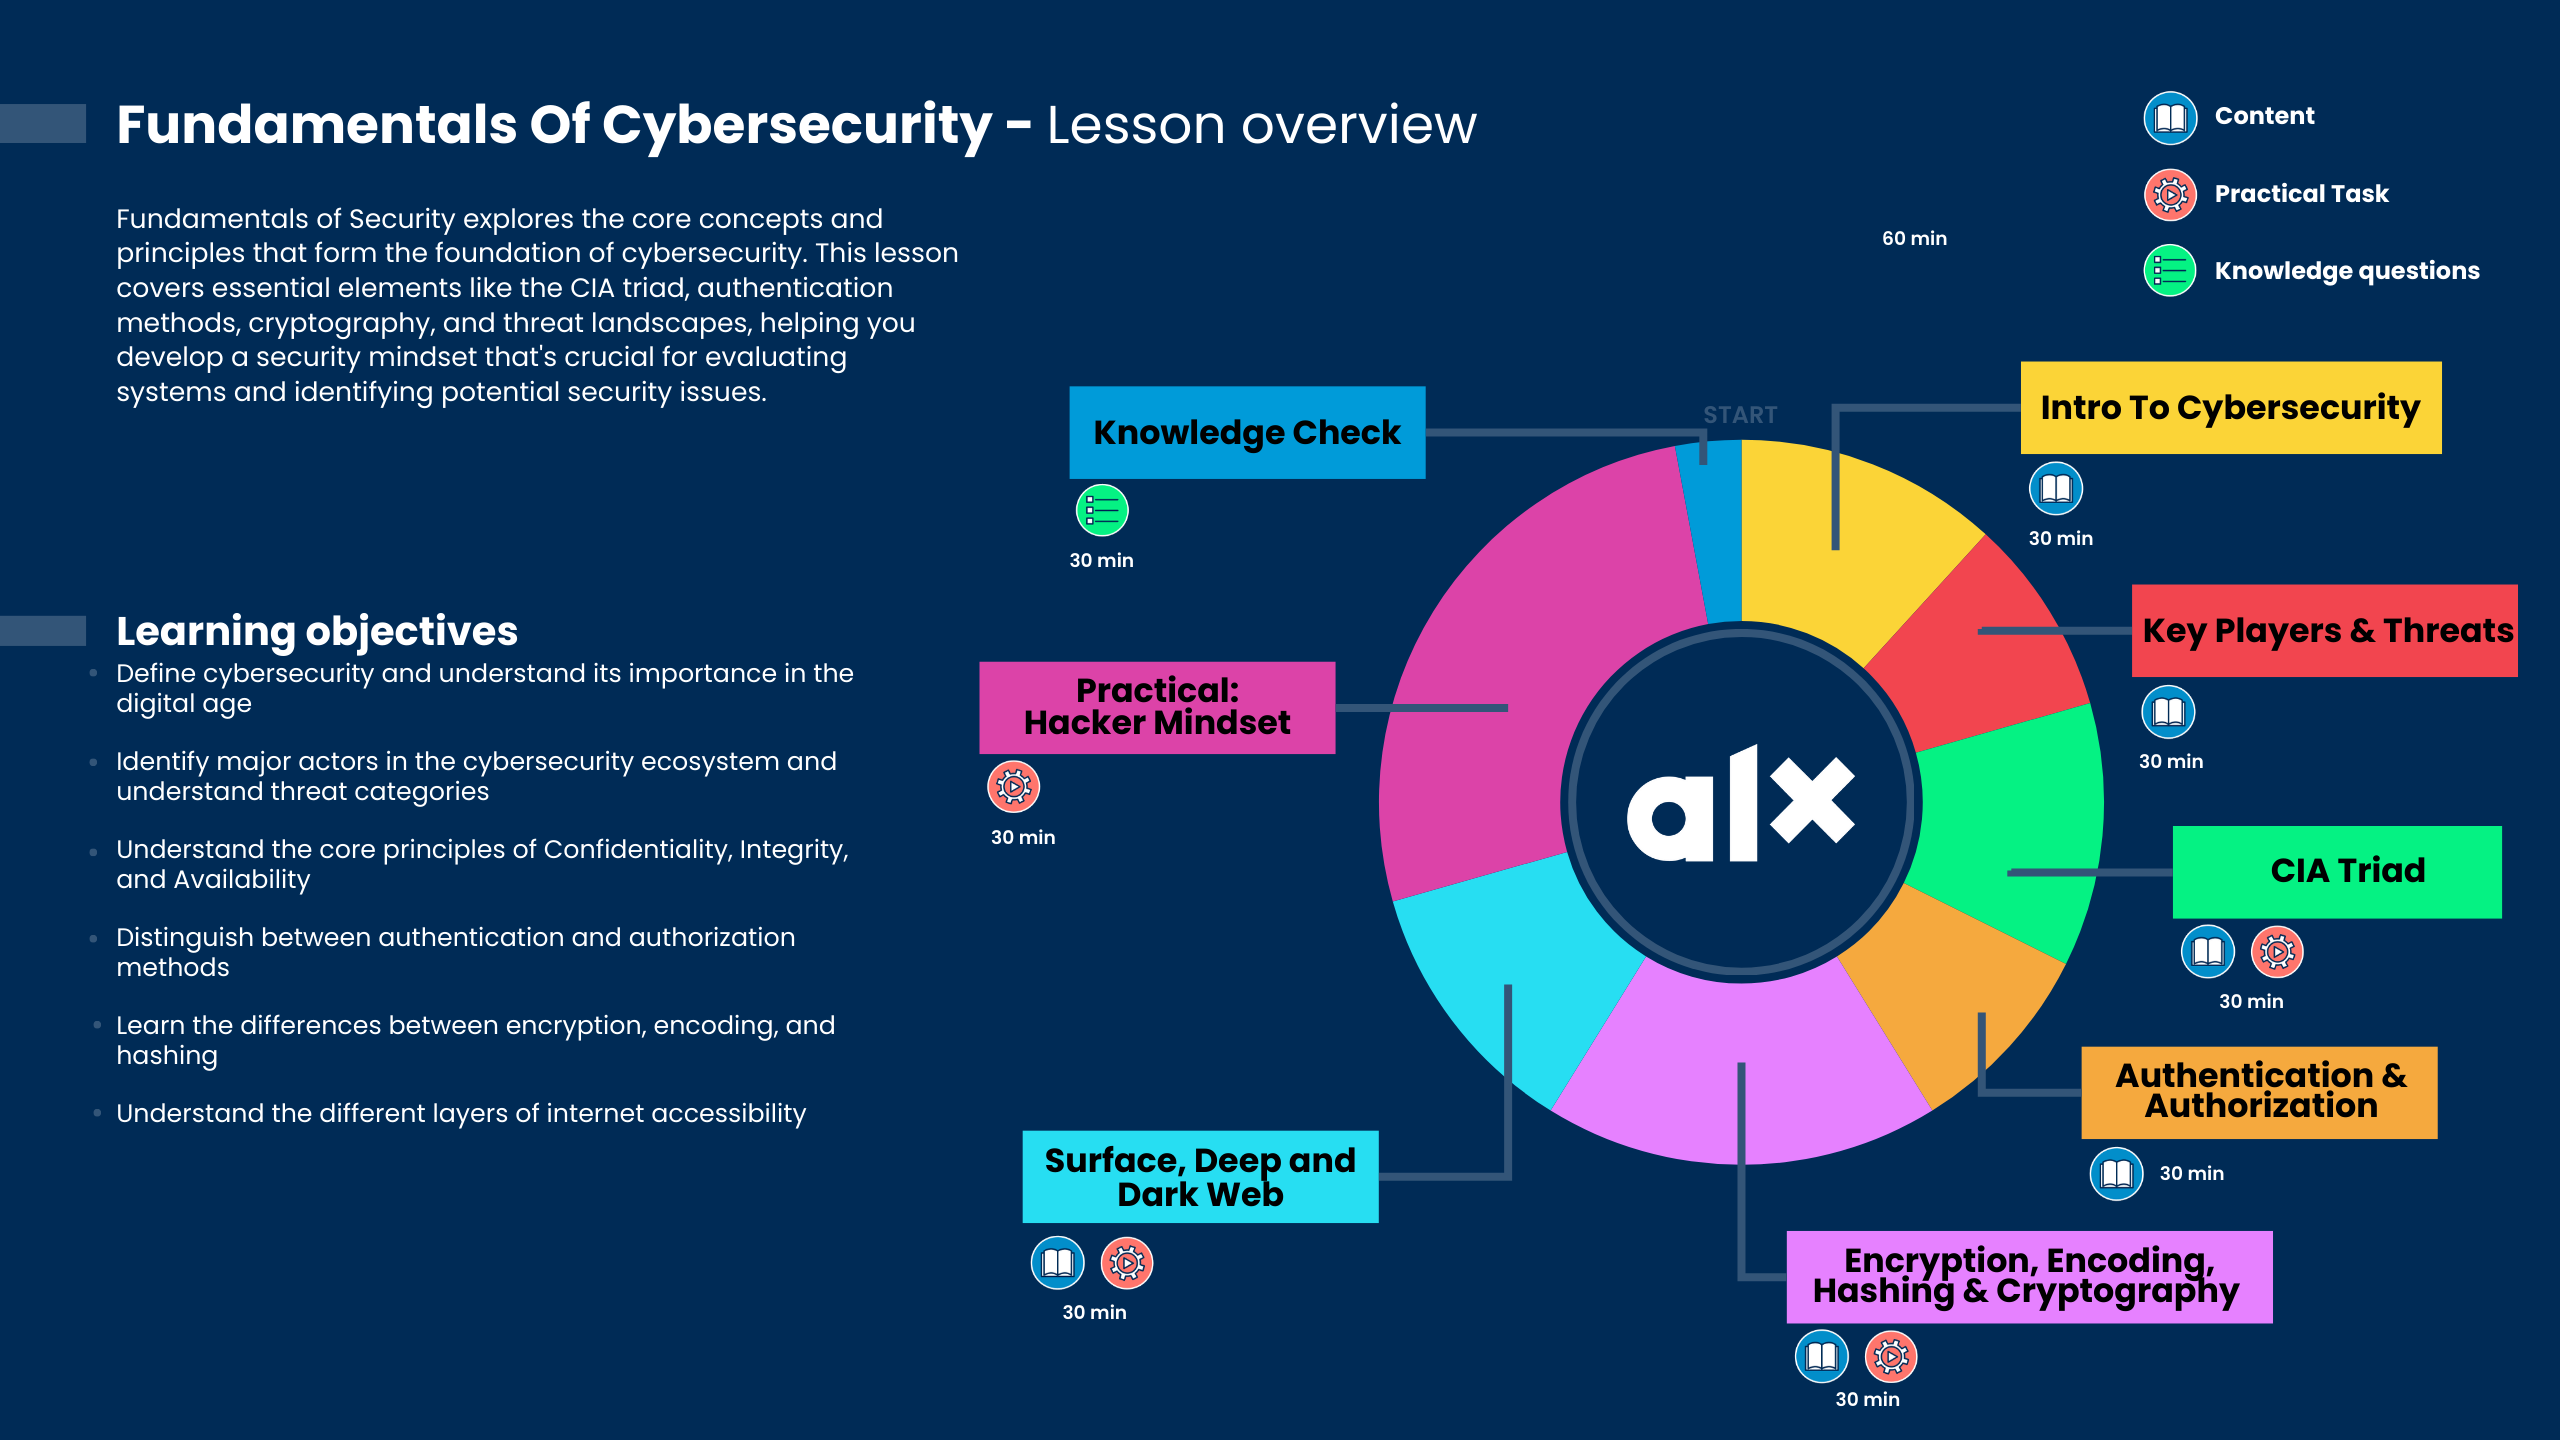 Fundamentals Of Cybersecurity - Lesson overview
Fundamentals of Security explores the core concepts and
principles that form the foundation of cybersecurity. This lesson
covers essential elements like the CIA triad, authentication
methods, cryptography, and threat landscapes, helping you
develop a security mindset that's crucial for evaluating
systems and identifying potential security issues.
Learning objectives
Define cybersecurity and understand its importance in the
digital age
Identify major actors in the cybersecurity ecosystem and
understand threat categories
Understand the core principles of Confidentiality, Integrity,
and Availability
Distinguish between authentication and authorization
methods
Learn the differences between encryption, encoding, and
hashing
Understand the different layers of internet accessibility
Content
Practical Task
Knowledge questions
60 min
START
Intro To Cybersecurity
30 min
Key Players & Threats
30 min
CIA Triad
30 min
Authentication &
Authorization
30 min
Encryption, Encoding,
Hashing & Cryptography
30 min
Surface, Deep and
Dark Web
30 min
Practical:
Hacker Mindset
30 min
Knowledge Check
30 min
alx